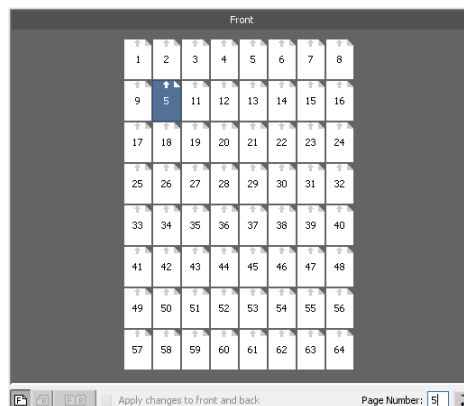 Front
1 2 3 4 5 6 7 8
9 5 11 12 13 14 15 16
17 18 19 20 21 22 23 24
25 26 27 28 29 30 31 32
33 34 35 36 37 38 39 40
41 42 43 44 45 46 47 48
49 50 51 52 53 54 55 56
57 58 59 60 61 62 63 64
F B FB Apply changes to front and back Page Number: 5